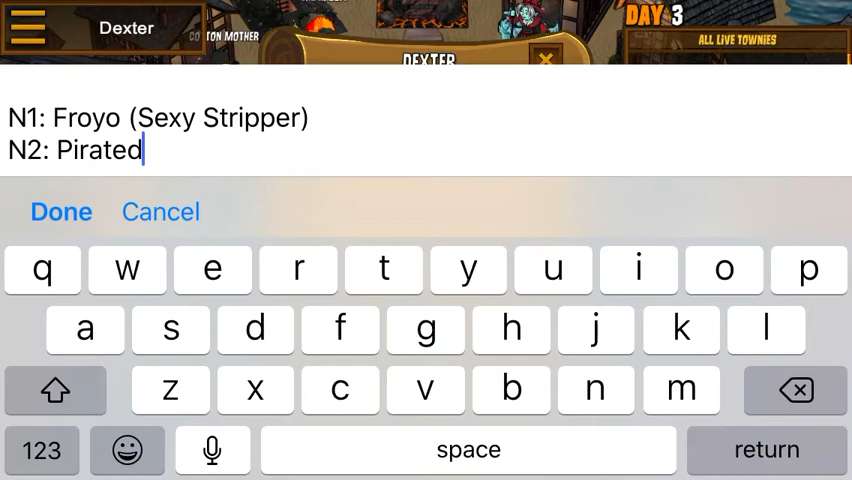 Dexter
COTTON MOTHER
DAY 3
DEXTER
ALL LIVE TOWNIES
N1: Froyo (Sexy Stripper)
N2: Pirated
Done Cancel
q w e r t y u i o p
a s d f g h j k l
z x c v b n m
123 space return